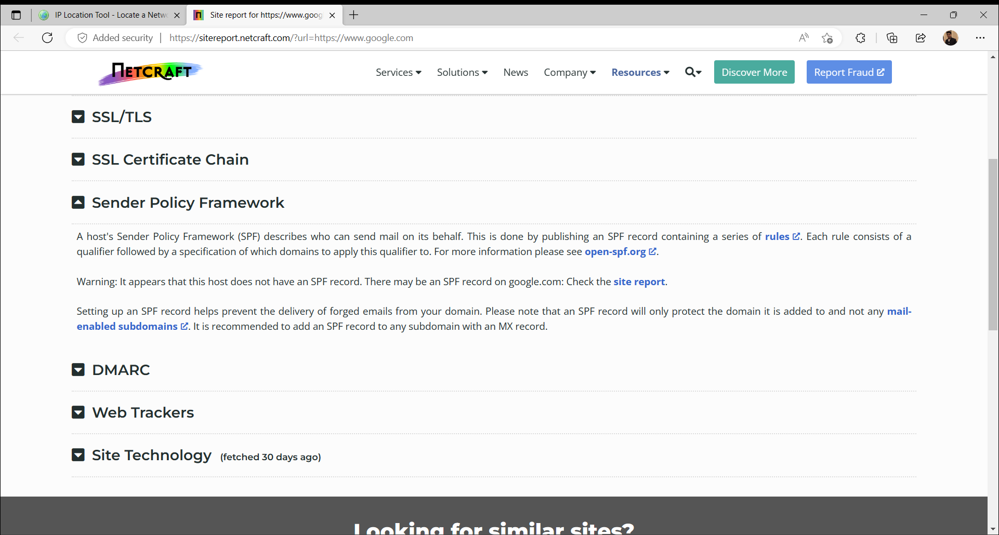 IP Location Tool - Locate a Netw
Site report for https://www.goog
Added security
https://sitereport.netcraft.com/?url=https://www.google.com
NETCRAFT
Services
Solutions
News
Company
Resources
Discover More
Report Fraud
SSL/TLS
SSL Certificate Chain
Sender Policy Framework
A host's Sender Policy Framework (SPF) describes who can send mail on its behalf. This is done by publishing an SPF record containing a series of rules. Each rule consists of a
qualifier followed by a specification of which domains to apply this qualifier to. For more information please see open-spf.org.
Warning: It appears that this host does not have an SPF record. There may be an SPF record on google.com: Check the site report.
Setting up an SPF record helps prevent the delivery of forged emails from your domain. Please note that an SPF record will only protect the domain it is added to and not any mail-
enabled subdomains. It is recommended to add an SPF record to any subdomain with an MX record.
DMARC
Web Trackers
Site Technology (fetched 30 days ago)
Looking for similar sites?